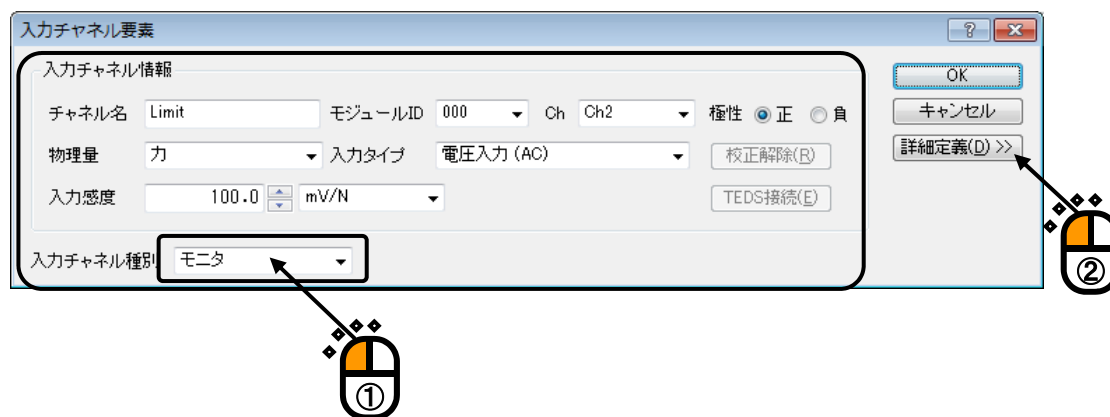 入力チャネル要素
入力チャネル情報
チャネル名 Limit モジュールID 000 Ch Ch2 極性 正 負
物理量 力 入力タイプ 電圧入力 (AC) 校正解除(R)
入力感度 100.0 mV/N TEDS接続(E)
入力チャネル種別 モニタ
OK
キャンセル
詳細定義(D) >>
①
②